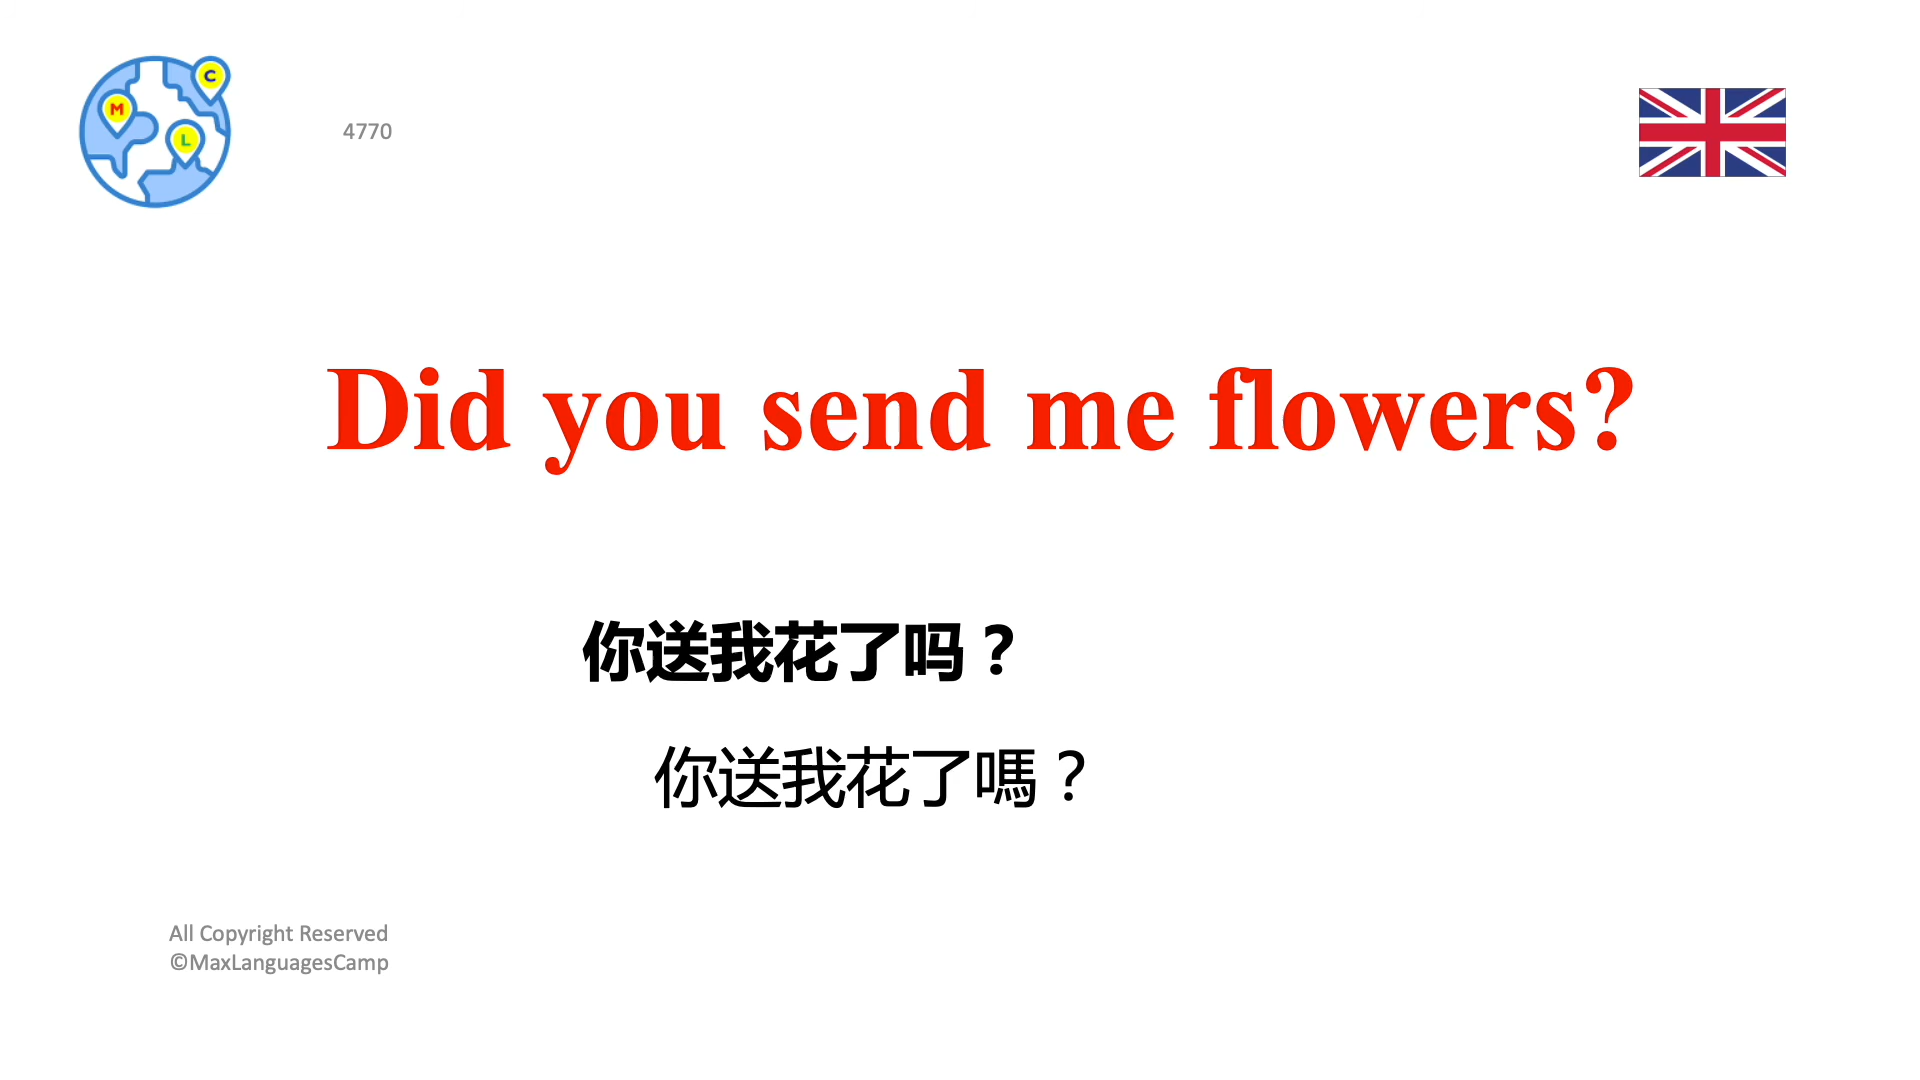 C
M
L
4770
Did you send me flowers?
你送我花了吗？
你送我花了嗎？
All Copyright Reserved
©MaxLanguagesCamp